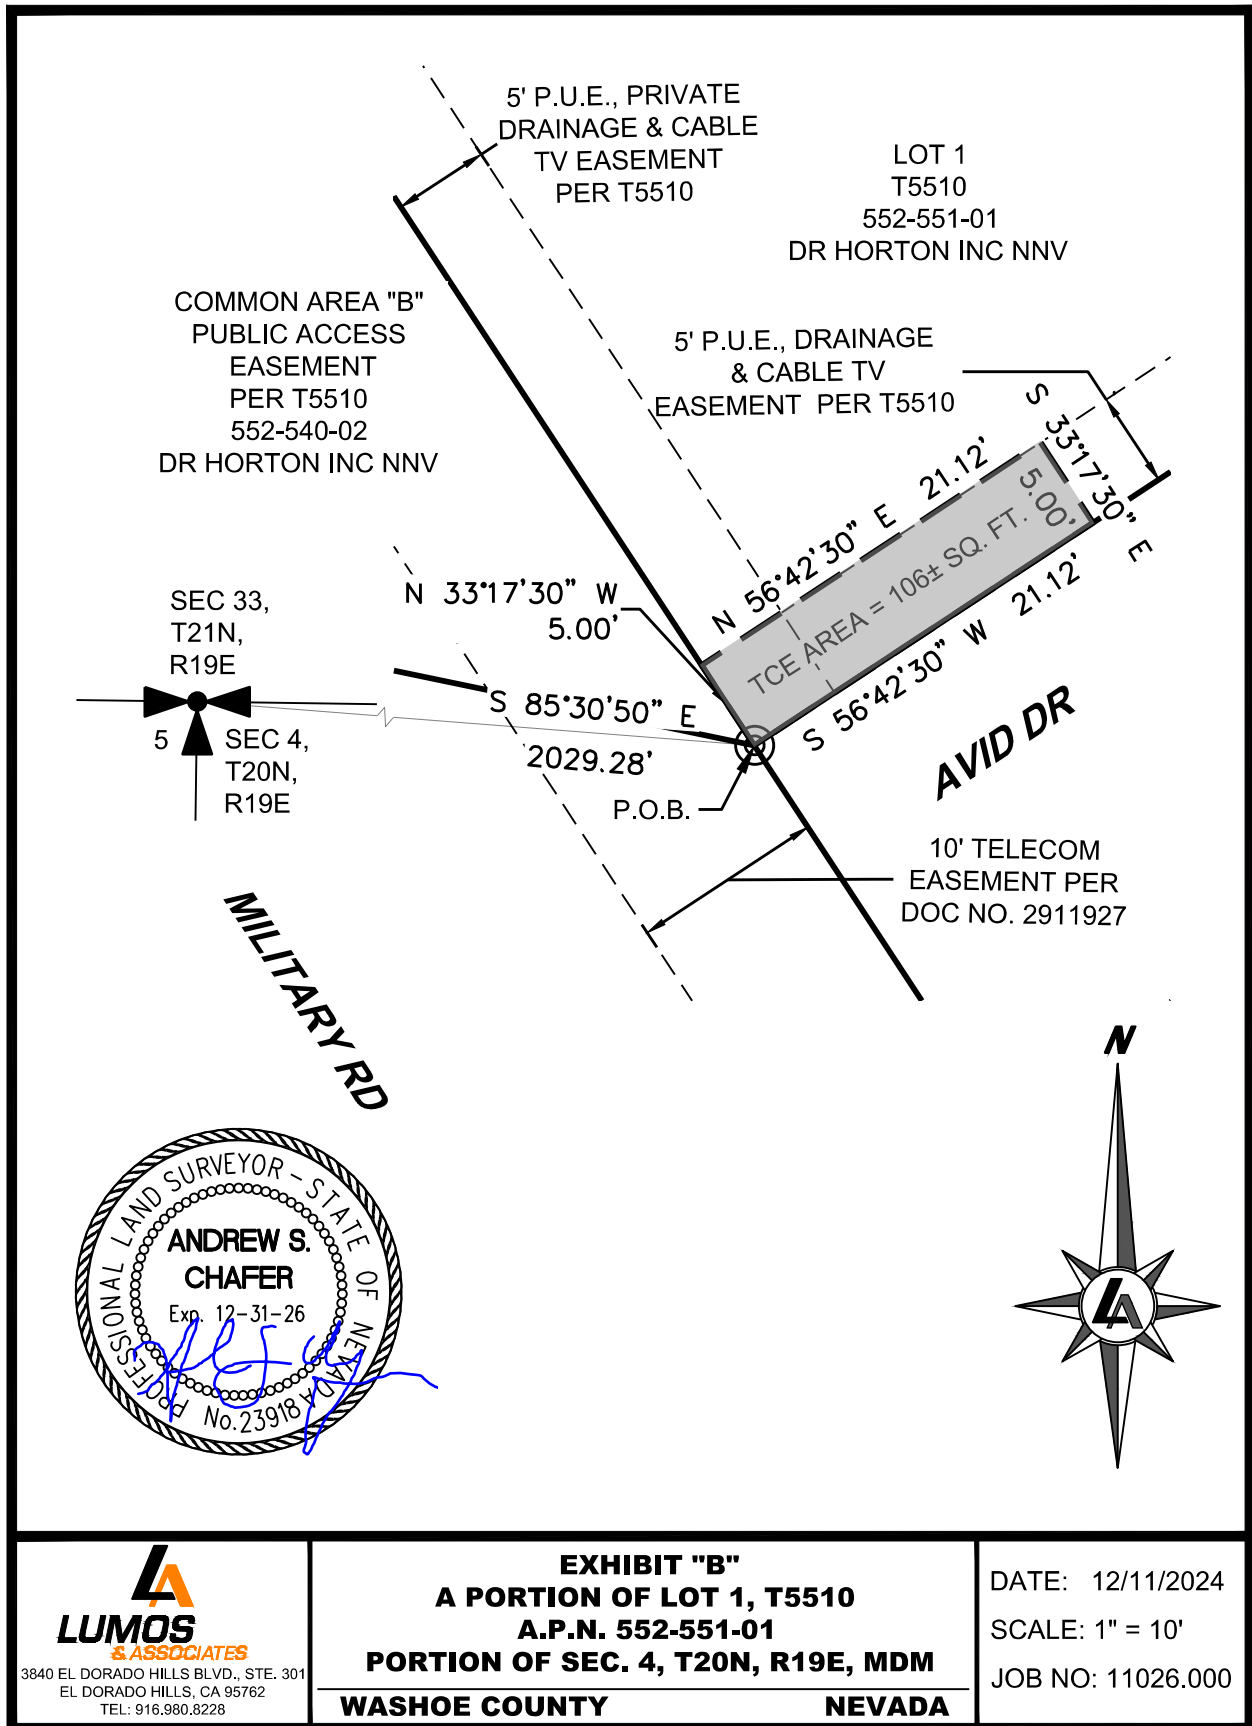 5' P.U.E., PRIVATE
DRAINAGE & CABLE
TV EASEMENT
PER T5510
LOT 1
T5510
552-551-01
DR HORTON INC NNV
COMMON AREA "B"
PUBLIC ACCESS
EASEMENT
PER T5510
552-540-02
DR HORTON INC NNV
5' P.U.E., DRAINAGE
& CABLE TV
EASEMENT PER T5510
S 33°17'30" E
5.00'
N 56°42'30" E 21.12'
TCE AREA = 106± SQ. FT.
S 56°42'30" W 21.12'
N 33°17'30" W
5.00'
SEC 33,
T21N,
R19E
5
SEC 4,
T20N,
R19E
S 85°30'50" E
2029.28'
P.O.B.
AVID DR
10' TELECOM
EASEMENT PER
DOC NO. 2911927
MILITARY RD
N
LA
PROFESSIONAL LAND SURVEYOR - STATE OF NEVADA
ANDREW S.
CHAFER
Exp. 12-31-26
No.23918
LA
LUMOS
& ASSOCIATES
3840 EL DORADO HILLS BLVD., STE. 301
EL DORADO HILLS, CA 95762
TEL: 916.980.8228
EXHIBIT "B"
A PORTION OF LOT 1, T5510
A.P.N. 552-551-01
PORTION OF SEC. 4, T20N, R19E, MDM
WASHOE COUNTY NEVADA
DATE: 12/11/2024
SCALE: 1" = 10'
JOB NO: 11026.000